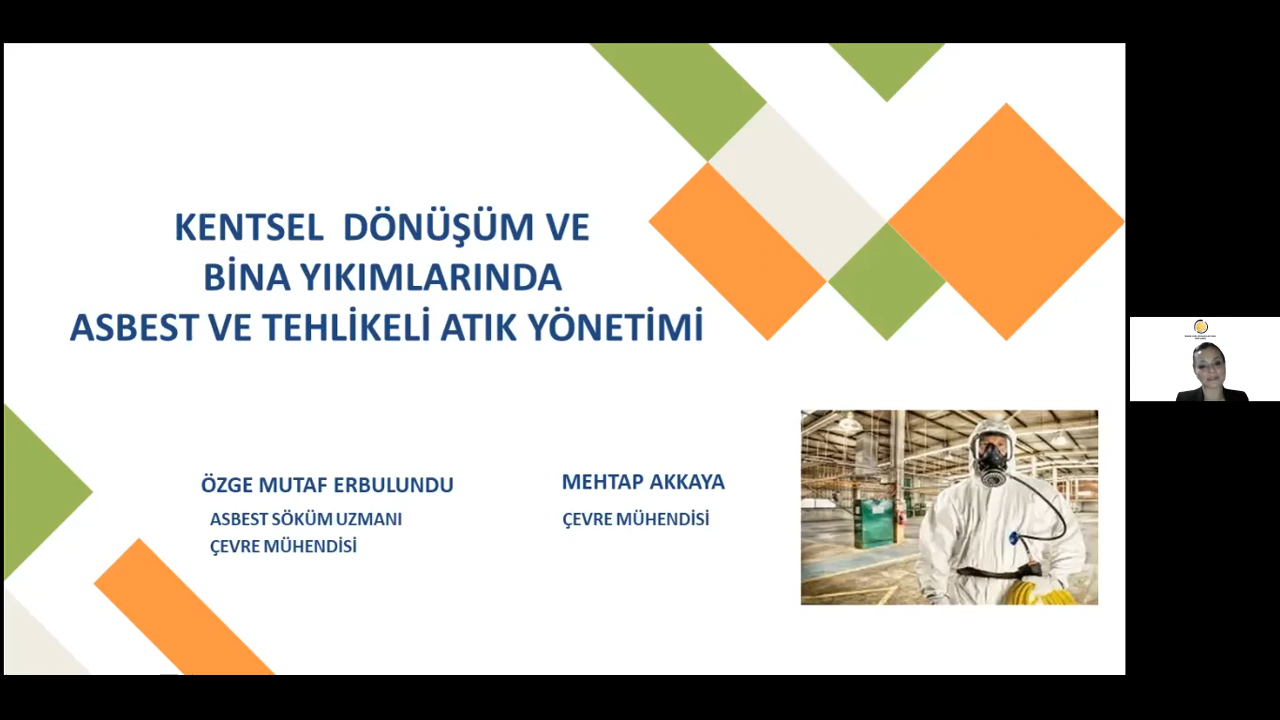 KENTSEL DÖNÜŞÜM VE
BİNA YIKIMLARINDA
ASBEST VE TEHLİKELİ ATIK YÖNETİMİ
ÖZGE MUTAF ERBULUNDU
ASBEST SÖKÜM UZMANI
ÇEVRE MÜHENDİSİ
MEHTAP AKKAYA
ÇEVRE MÜHENDİSİ